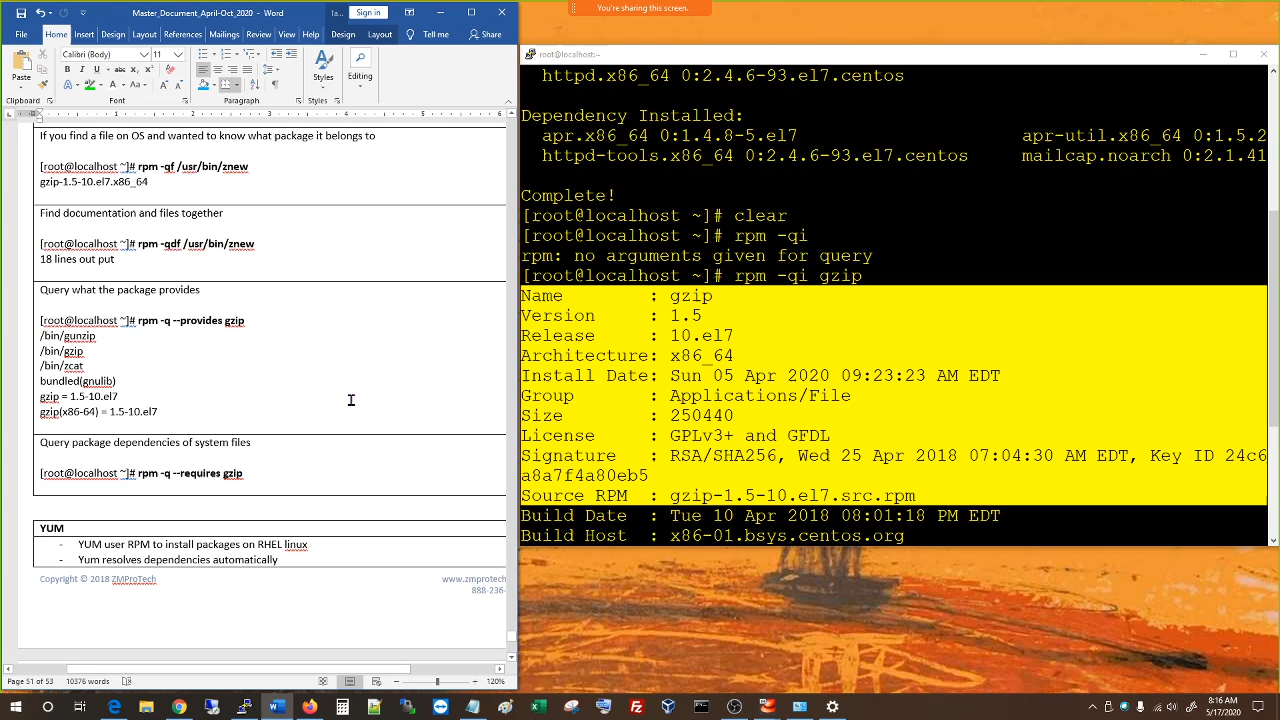 You're sharing this screen.
Master_Document_April-Oct_2020 - Word
Ta...
Sign in
File Home Insert Draw Design Layout References Mailings Review View Help Design Layout Tell me Share
Calibri (Body) 11
Paste
Styles
Editing
Clipboard Font Paragraph Styles
If you find a file on OS and wanted to know what package it belongs to
[root@localhost ~]# rpm -qf /usr/bin/znew
gzip-1.5-10.el7.x86_64
Find documentation and files together
[root@localhost ~]# rpm -qdf /usr/bin/znew
18 lines out put
Query what the package provides
[root@localhost ~]# rpm -q --provides gzip
/bin/gunzip
/bin/gzip
/bin/zcat
bundled(gnulib)
gzip = 1.5-10.el7
gzip(x86-64) = 1.5-10.el7
Query package dependencies of system files
[root@localhost ~]# rpm -q --requires gzip
YUM
- YUM user RPM to install packages on RHEL linux
- Yum resolves dependencies automatically
Copyright © 2018 ZMProTech
www.zmprotech
888-236-
Page 51 of 53 10376 words 120%
root@localhost:~
httpd.x86_64 0:2.4.6-93.el7.centos
Dependency Installed:
apr.x86_64 0:1.4.8-5.el7 apr-util.x86_64 0:1.5.2
httpd-tools.x86_64 0:2.4.6-93.el7.centos mailcap.noarch 0:2.1.41
Complete!
[root@localhost ~]# clear
[root@localhost ~]# rpm -qi
rpm: no arguments given for query
[root@localhost ~]# rpm -qi gzip
Name : gzip
Version : 1.5
Release : 10.el7
Architecture: x86_64
Install Date: Sun 05 Apr 2020 09:23:23 AM EDT
Group : Applications/File
Size : 250440
License : GPLv3+ and GFDL
Signature : RSA/SHA256, Wed 25 Apr 2018 07:04:30 AM EDT, Key ID 24c6
a8a7f4a80eb5
Source RPM : gzip-1.5-10.el7.src.rpm
Build Date : Tue 10 Apr 2018 08:01:18 PM EDT
Build Host : x86-01.bsys.centos.org
8:16 AM
5/17/2020